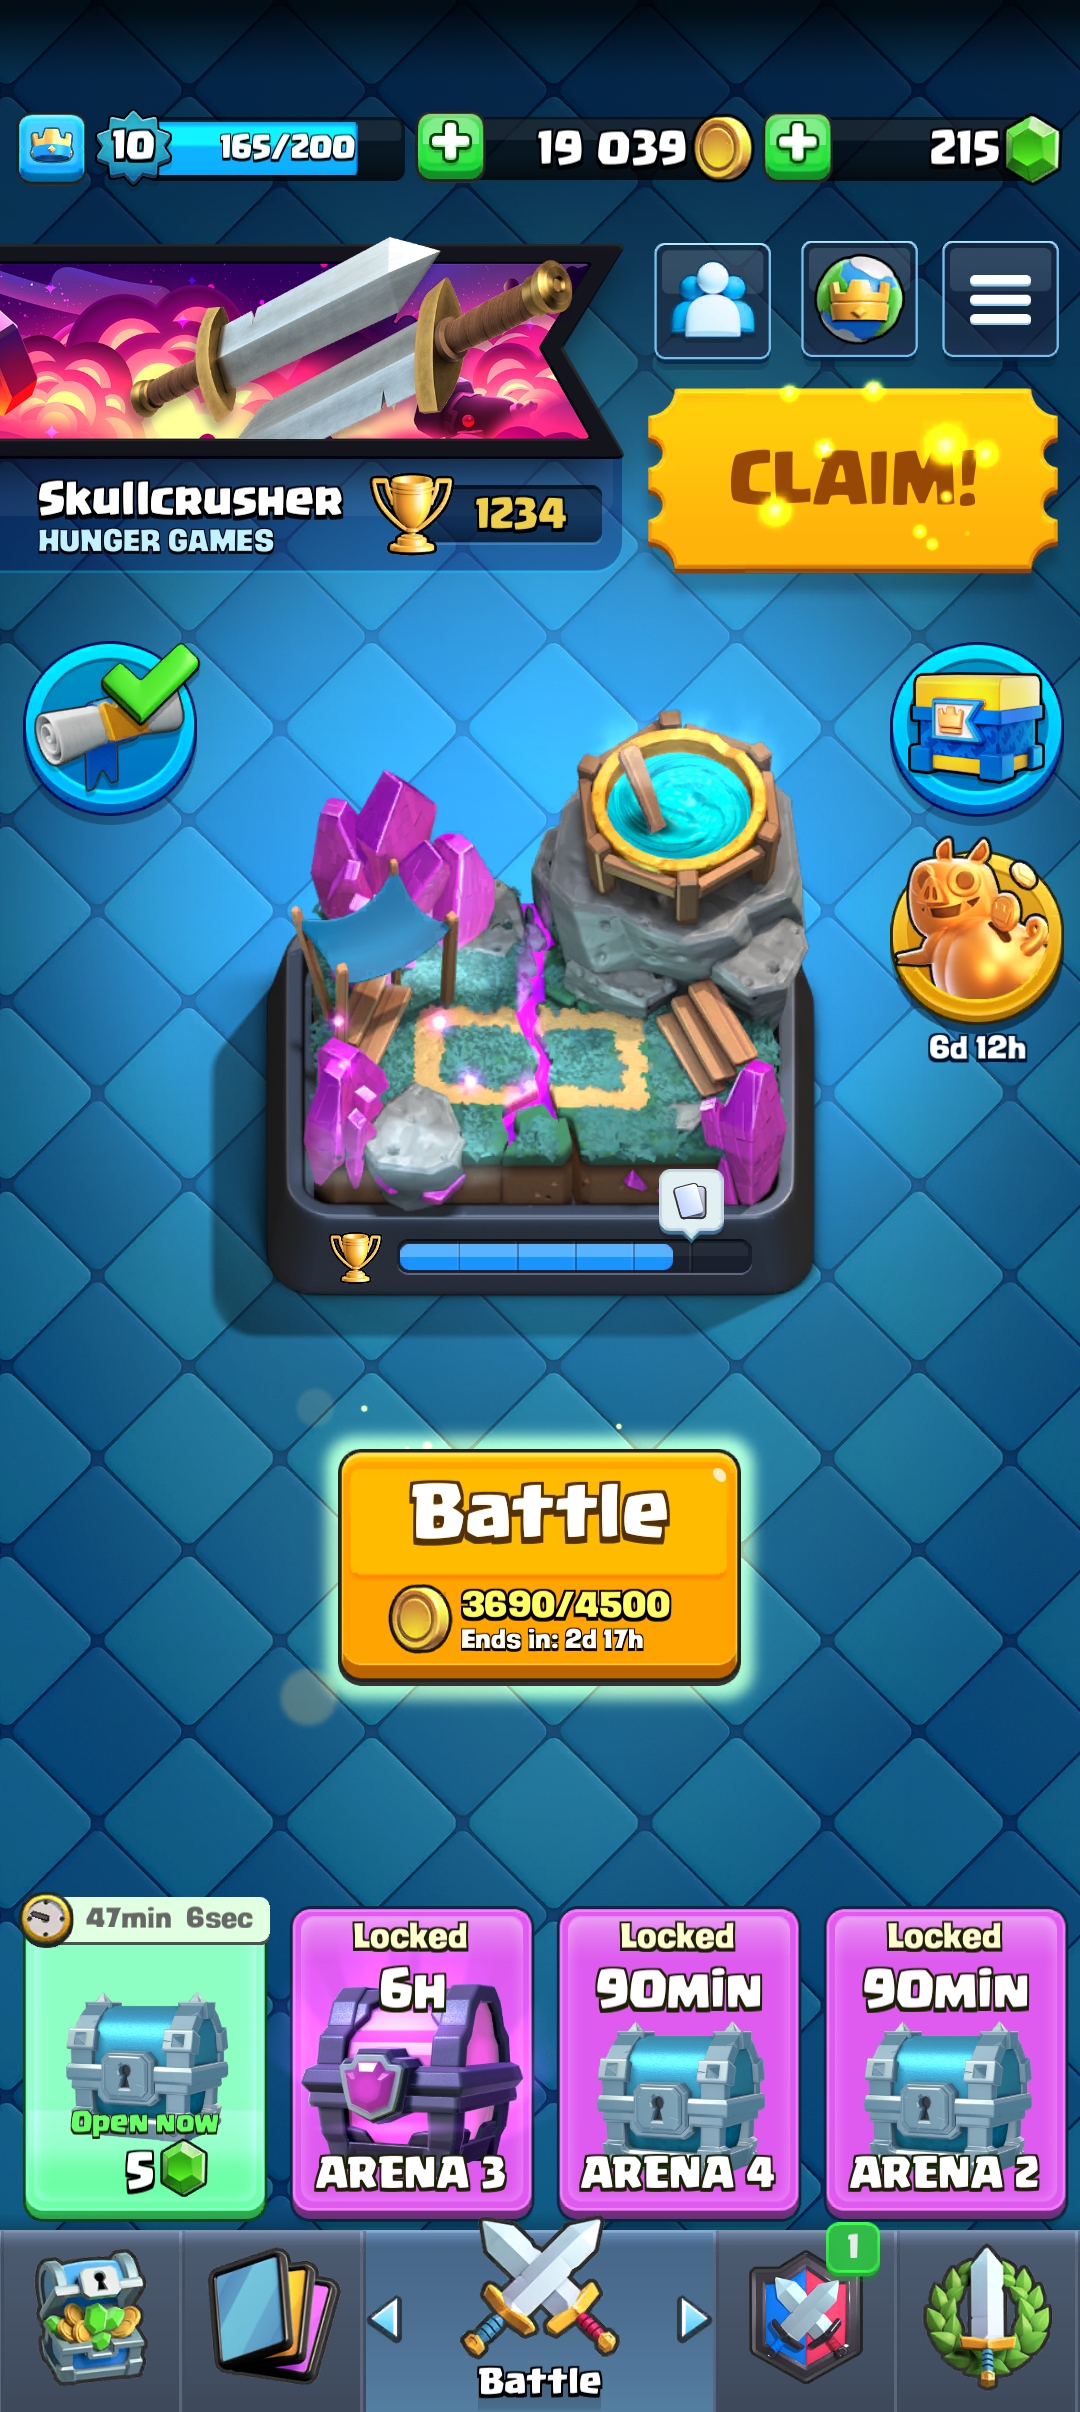 10 165/200 19 039 215
Skullcrusher
HUNGER GAMES
1234
CLAIM!
6d 12h
Battle
3690/4500
Ends in: 2d 17h
47min 6sec
Open now
5
Locked
6H
ARENA 3
Locked
90MIN
ARENA 4
Locked
90MIN
ARENA 2
Battle
1